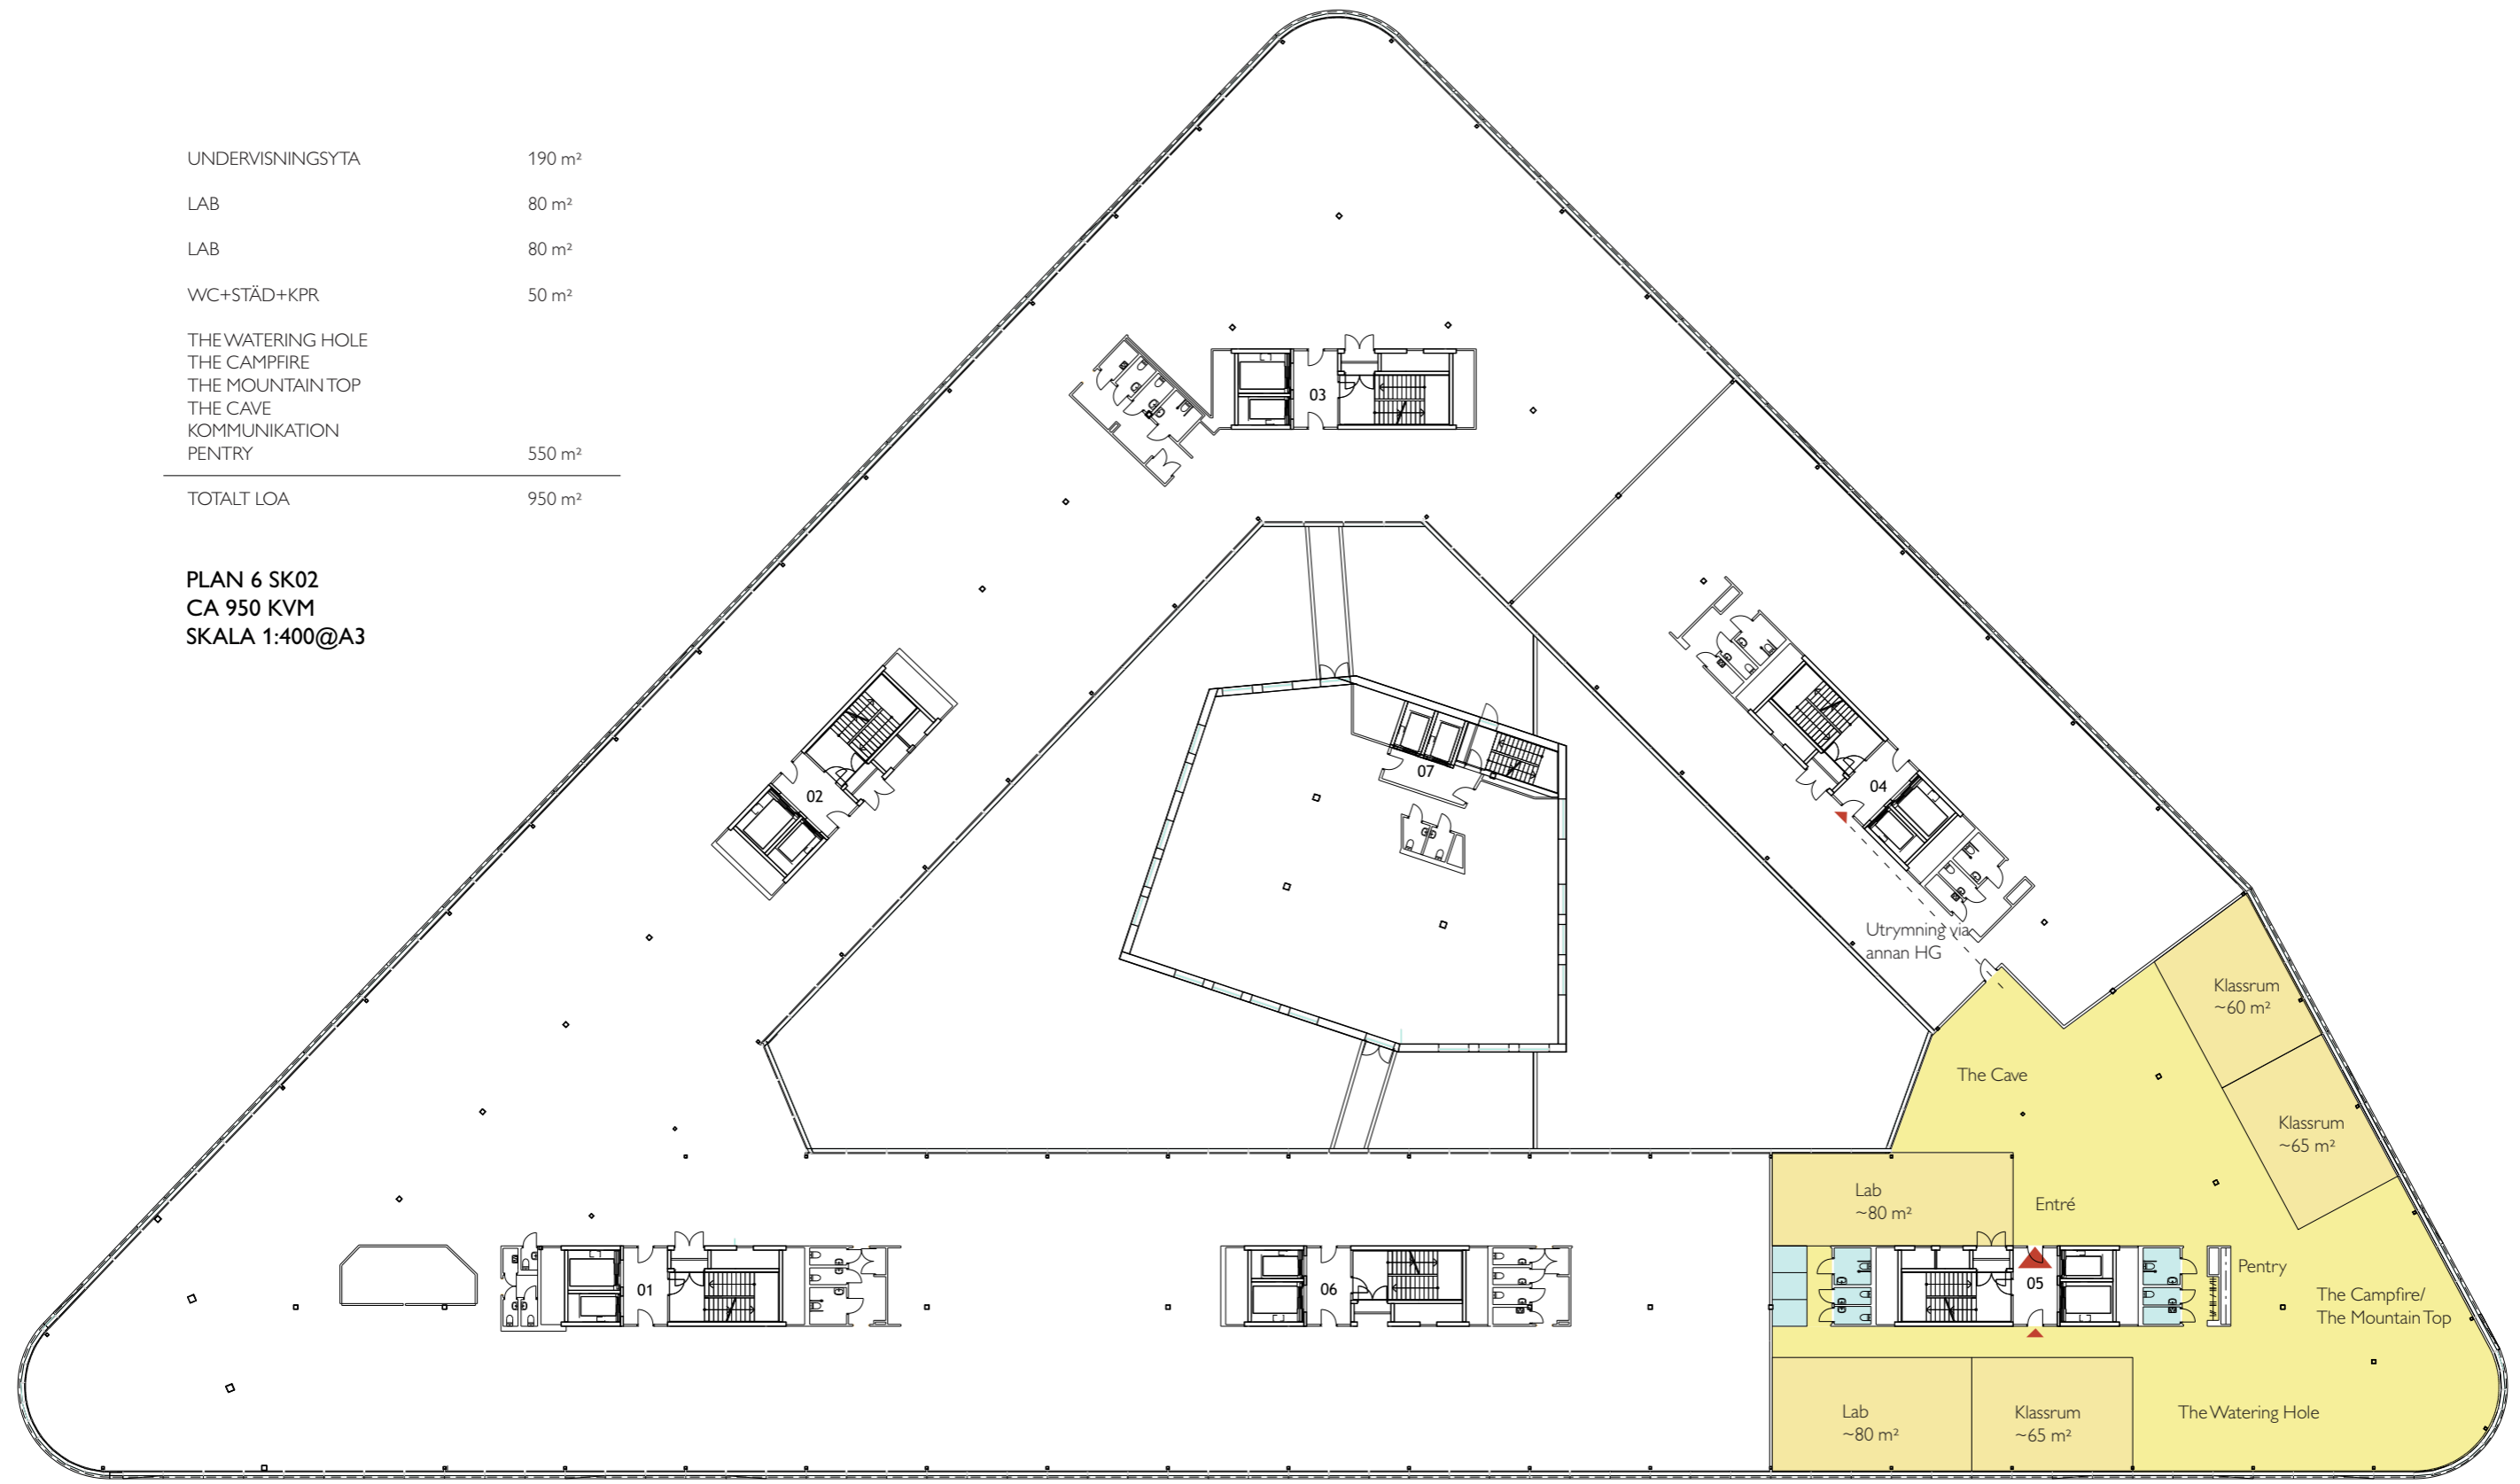 UNDERVISNINGSYTA 190 m²
LAB 80 m²
LAB 80 m²
WC+STÄD+KPR 50 m²
THE WATERING HOLE
THE CAMPFIRE
THE MOUNTAIN TOP
THE CAVE
KOMMUNIKATION
PENTRY 550 m²
TOTALT LOA 950 m²
PLAN 6 SK02
CA 950 KVM
SKALA 1:400@A3
03
07
02
04
Utrymning via
annan HG
Klassrum
~60 m²
The Cave
Klassrum
~65 m²
Lab
~80 m²
Entré
Pentry
01
06
05
The Campfire/
The Mountain Top
Lab
~80 m²
Klassrum
~65 m²
The Watering Hole